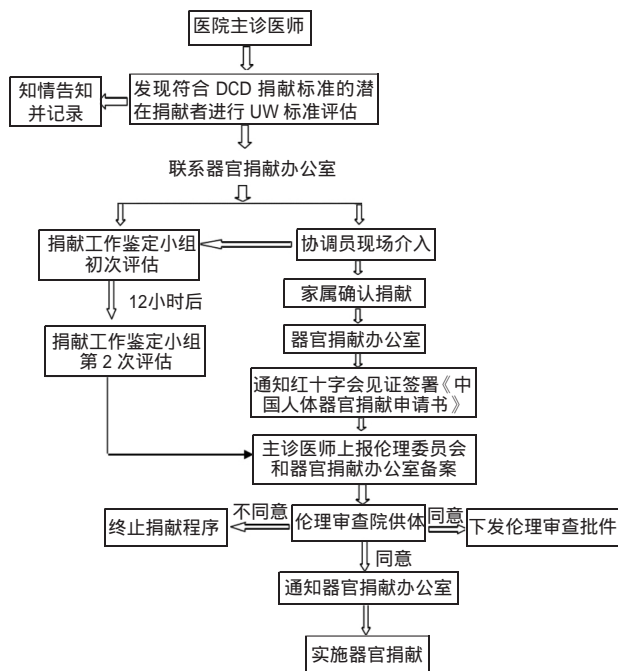 医院主诊医师
知情告知
并记录
发现符合 DCD 捐献标准的潜
在捐献者进行 UW 标准评估
联系器官捐献办公室
捐献工作鉴定小组
初次评估
协调员现场介入
12小时后
家属确认捐献
捐献工作鉴定小组
第 2 次评估
器官捐献办公室
通知红十字会见证签署《中
国人体器官捐献申请书》
主诊医师上报伦理委员会
和器官捐献办公室备案
终止捐献程序
不同意
伦理审查院供体
同意
下发伦理审查批件
同意
通知器官捐献办公室
实施器官捐献